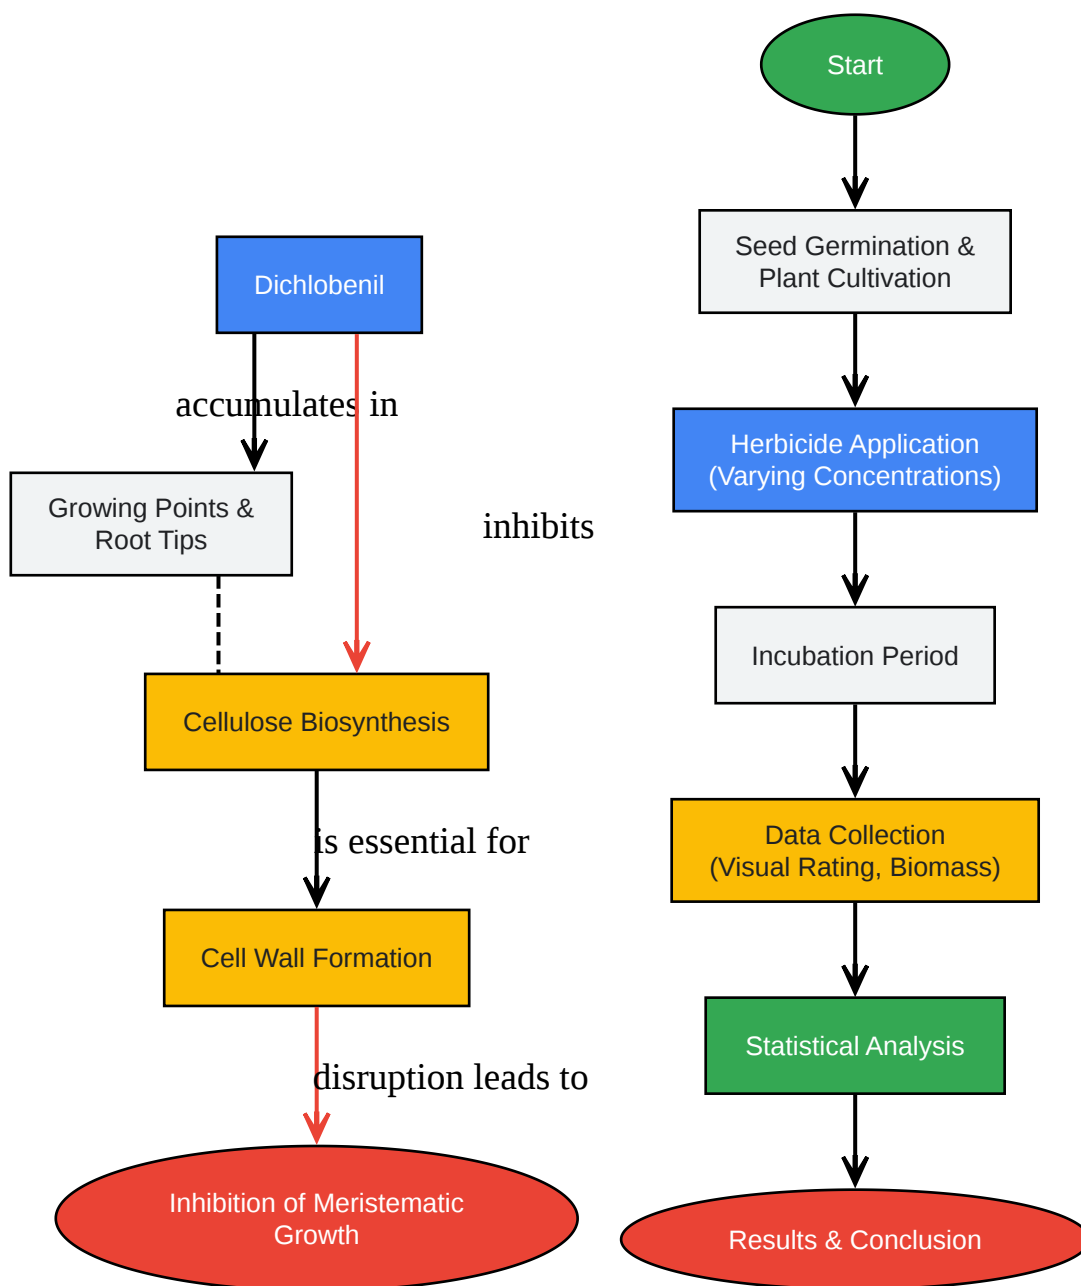 Dichlobenil
accumulates in
Growing Points &
Root Tips
inhibits
Cellulose Biosynthesis
is essential for
Cell Wall Formation
disruption leads to
Inhibition of Meristematic
Growth
Start
Seed Germination &
Plant Cultivation
Herbicide Application
(Varying Concentrations)
Incubation Period
Data Collection
(Visual Rating, Biomass)
Statistical Analysis
Results & Conclusion